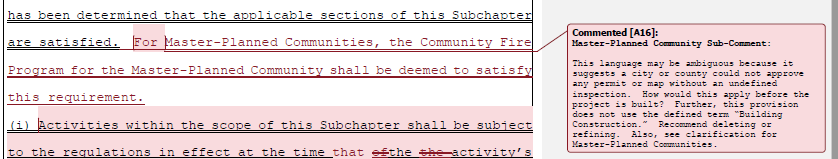 has been determined that the applicable sections of this Subchapter
are satisfied. For Master-Planned Communities, the Community Fire
Program for the Master-Planned Community shall be deemed to satisfy
this requirement.
(i) Activities within the scope of this Subchapter shall be subject
to the regulations in effect at the time that of the the activity's
Commented [A16]:
Master-Planned Community Sub-Comment:
This language may be ambiguous because it
suggests a city or county could not approve
any permit or map without an undefined
inspection. How would this apply before the
project is built? Further, this provision
does not use the defined term "Building
Construction." Recommend deleting or
refining. Also, see clarification for
Master-Planned Communities.